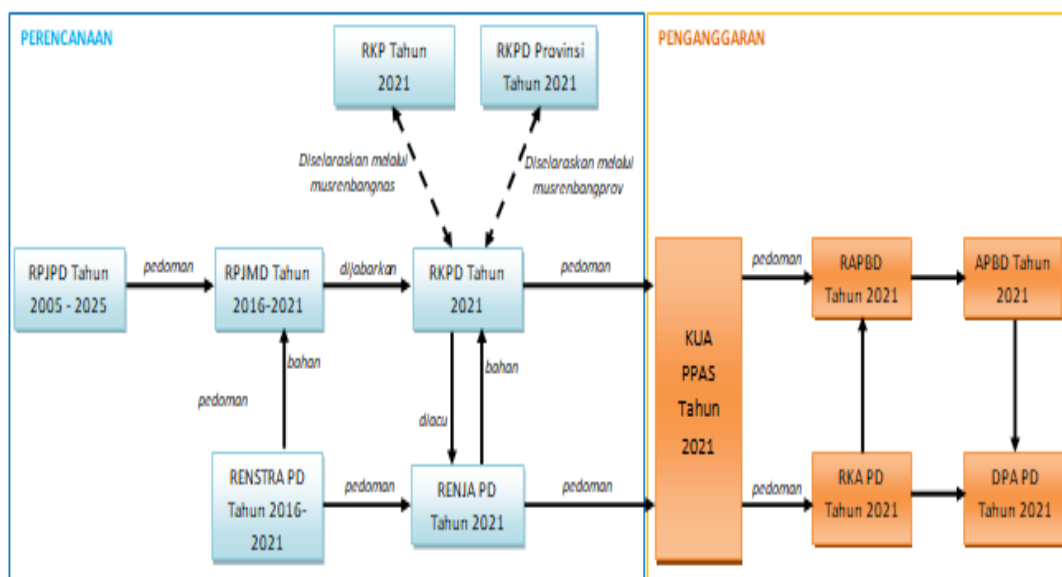 PERENCANAAN
PENGANGGARAN
RKP Tahun
2021
RKPD Provinsi
Tahun 2021
Diselaraskan melalui
musrenbangnas
Diselaraskan melalui
musrenbangprov
RPJPD Tahun
2005 - 2025
pedoman
RPJMD Tahun
2016-2021
dijabarkan
RKPD Tahun
2021
pedoman
KUA
PPAS
Tahun
2021
pedoman
RAPBD
Tahun 2021
APBD Tahun
2021
pedoman
bahan
diacu
bahan
RENSTRA PD
Tahun 2016-
2021
pedoman
RENJA PD
Tahun 2021
pedoman
pedoman
RKA PD
Tahun 2021
DPA PD
Tahun 2021